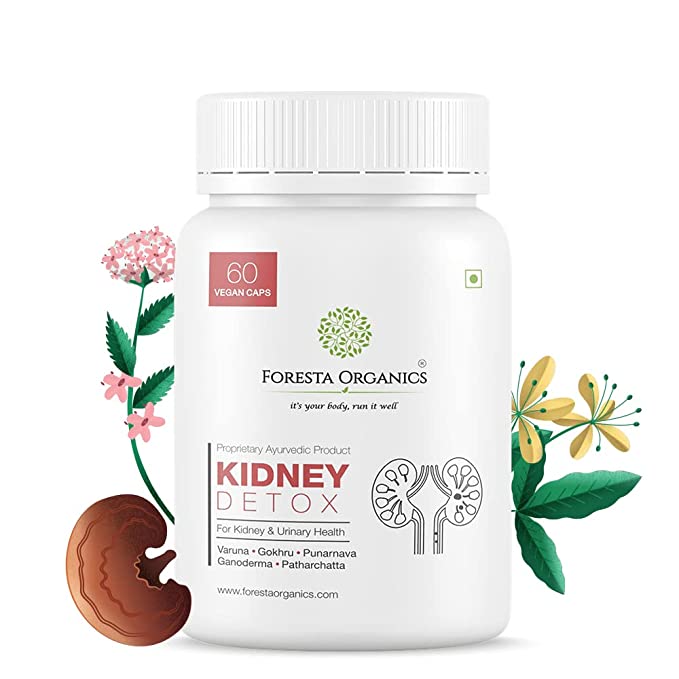 60
VEGAN CAPS
FORESTA ORGANICS®
it's your body, run it well
Proprietary Ayurvedic Product
KIDNEY
DETOX
For Kidney & Urinary Health
Varuna • Gokhru • Punarnava
Ganoderma • Patharchatta
www.forestaorganics.com